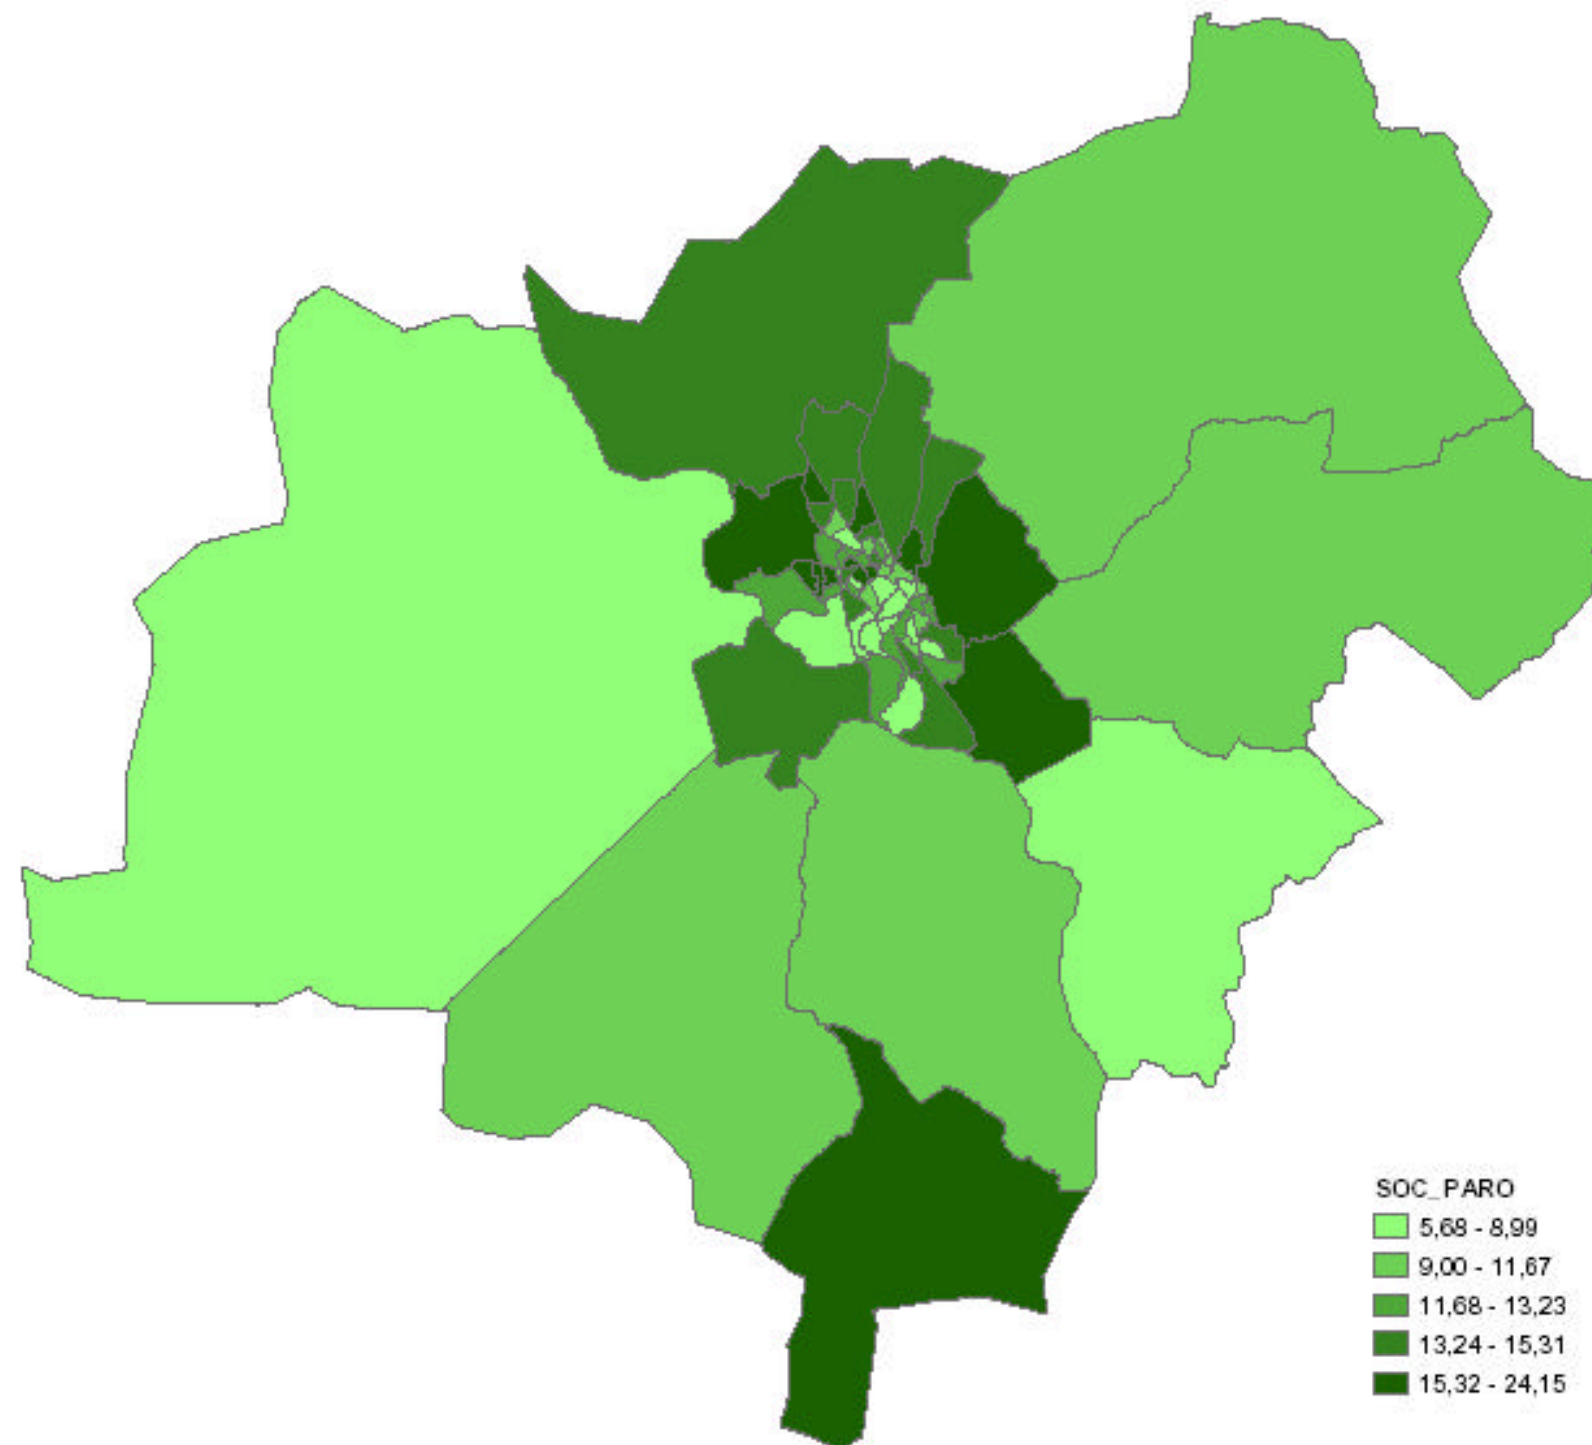 SOC_PARO
5,68 - 8,99
9,00 - 11,67
11,68 - 13,23
13,24 - 15,31
15,32 - 24,15